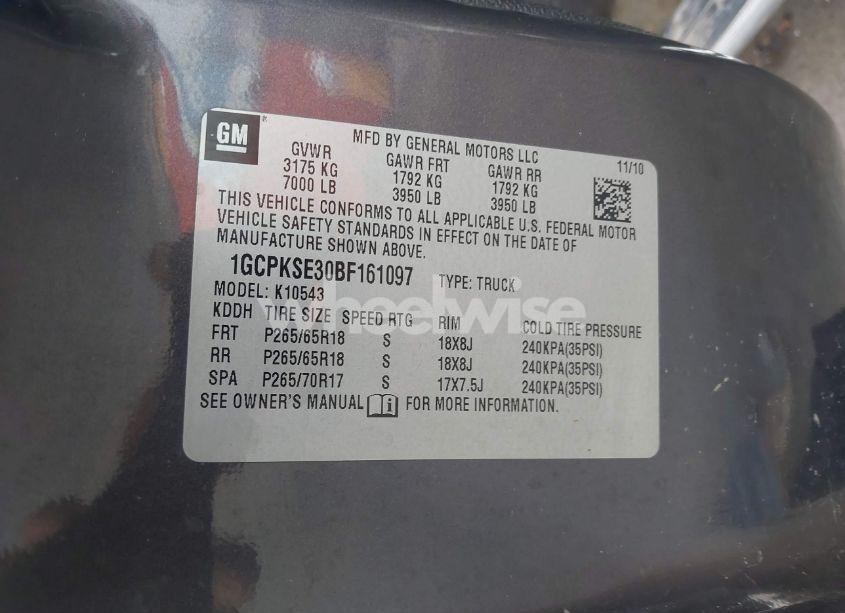 GM
MFD BY GENERAL MOTORS LLC 11/10
GVWR GAWR FRT GAWR RR
3175 KG 1792 KG 1792 KG
7000 LB 3950 LB 3950 LB
THIS VEHICLE CONFORMS TO ALL APPLICABLE U.S. FEDERAL MOTOR
VEHICLE SAFETY STANDARDS IN EFFECT ON THE DATE OF
MANUFACTURE SHOWN ABOVE.
1GCPKSE30BF161097 TYPE: TRUCK
MODEL: K10543
wheelwise
KDDH TIRE SIZE SPEED RTG RIM COLD TIRE PRESSURE
FRT P265/65R18 S 18X8J 240KPA(35PSI)
RR P265/65R18 S 18X8J 240KPA(35PSI)
SPA P265/70R17 S 17X7.5J 240KPA(35PSI)
SEE OWNER'S MANUAL FOR MORE INFORMATION.